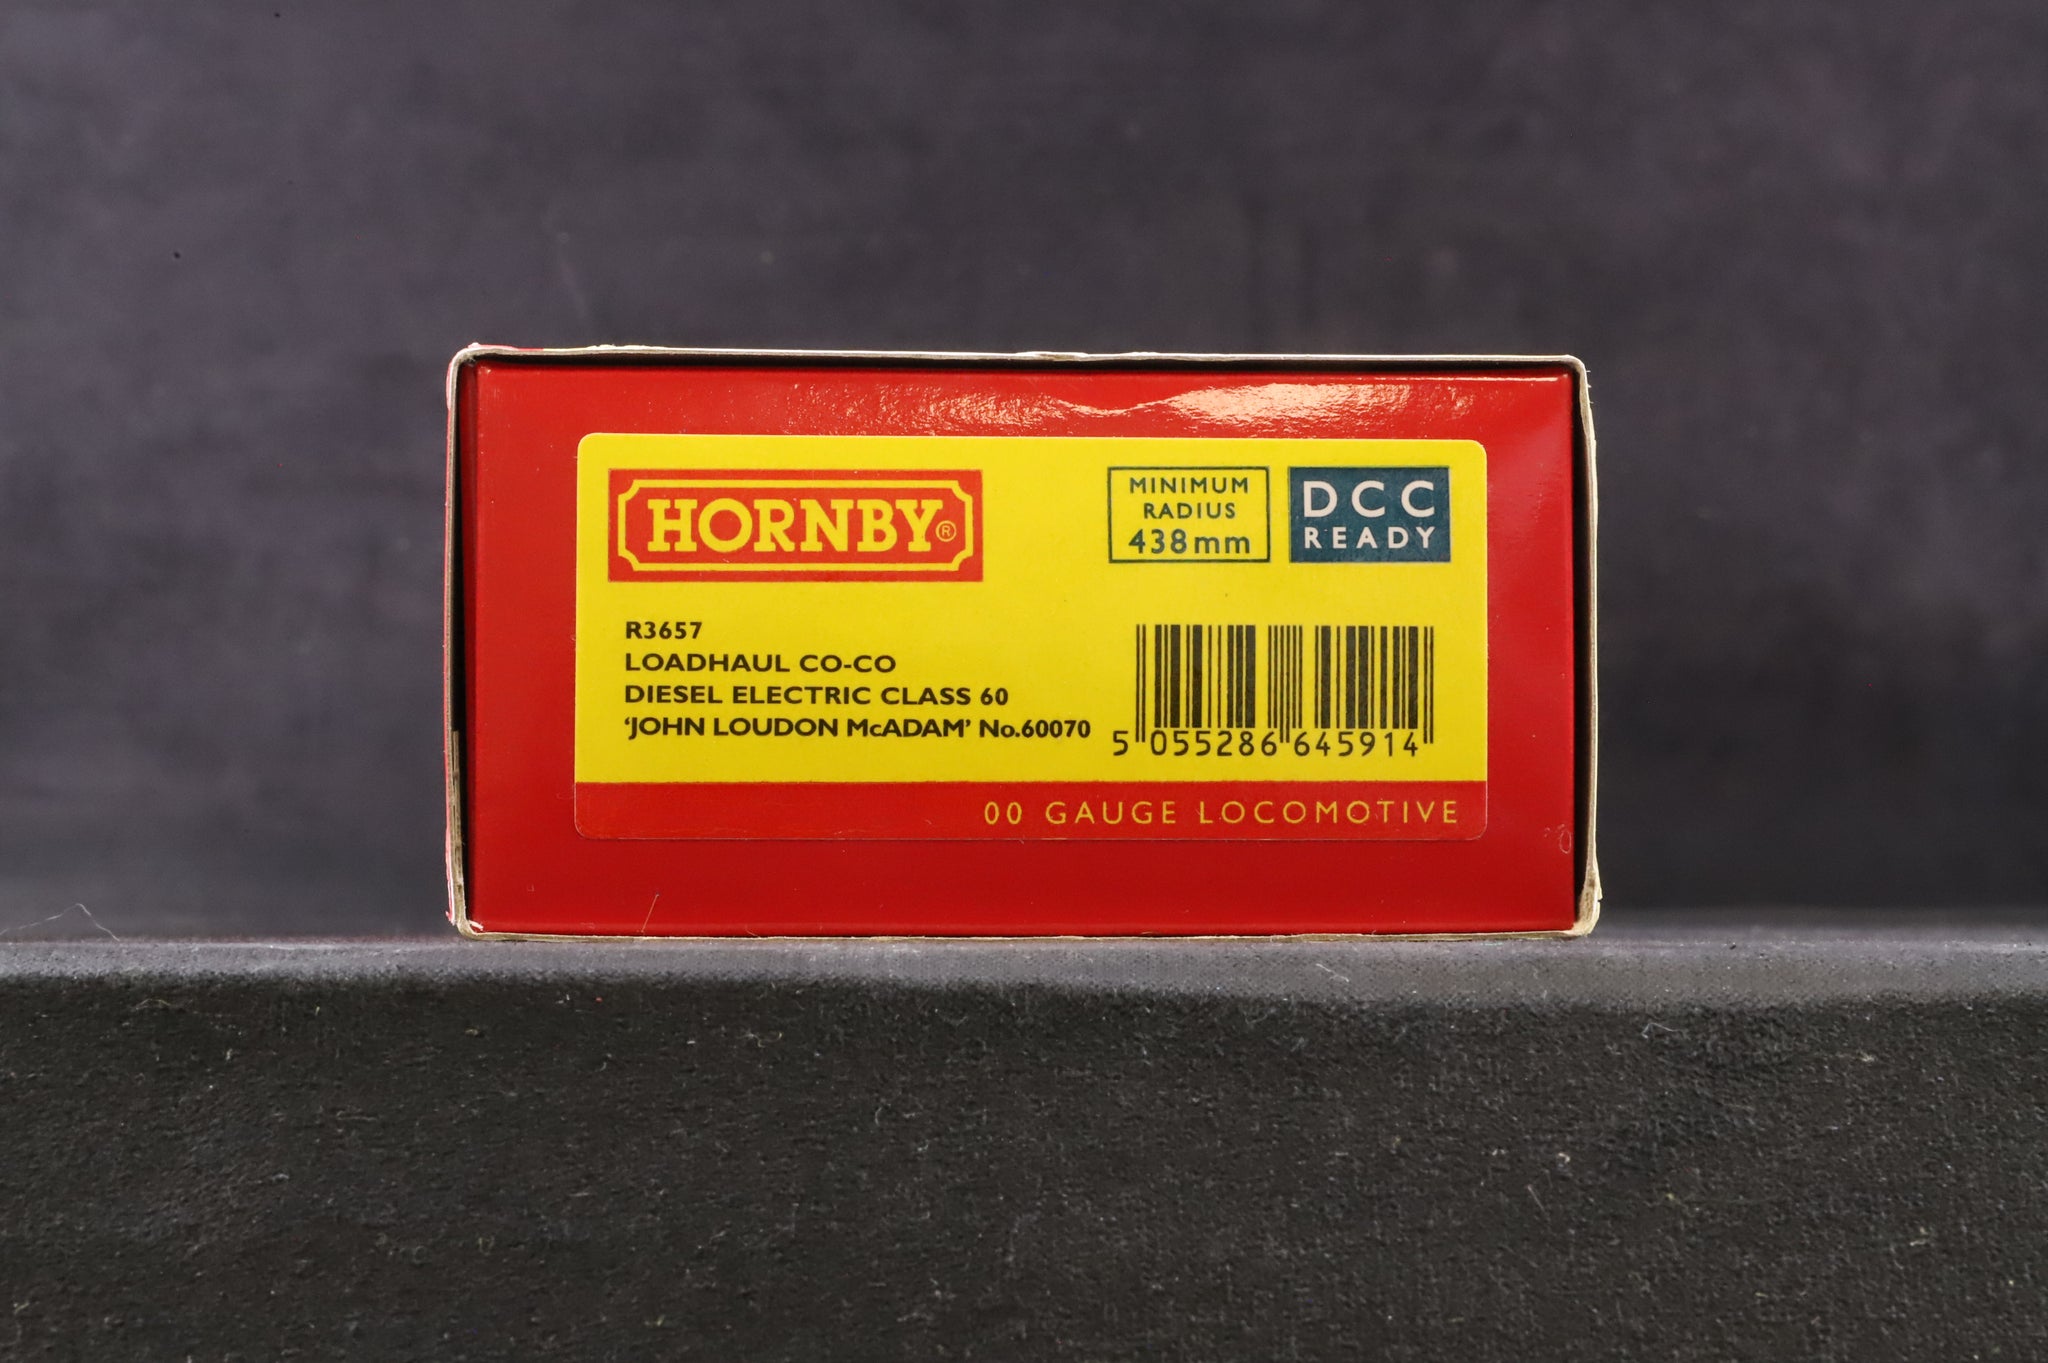 HORNBY®
MINIMUM
RADIUS
438mm
DCC
READY
R3657
LOADHAUL CO-CO
DIESEL ELECTRIC CLASS 60
‘JOHN LOUDON McADAM’ No.60070
5 055286 645914
00 GAUGE LOCOMOTIVE